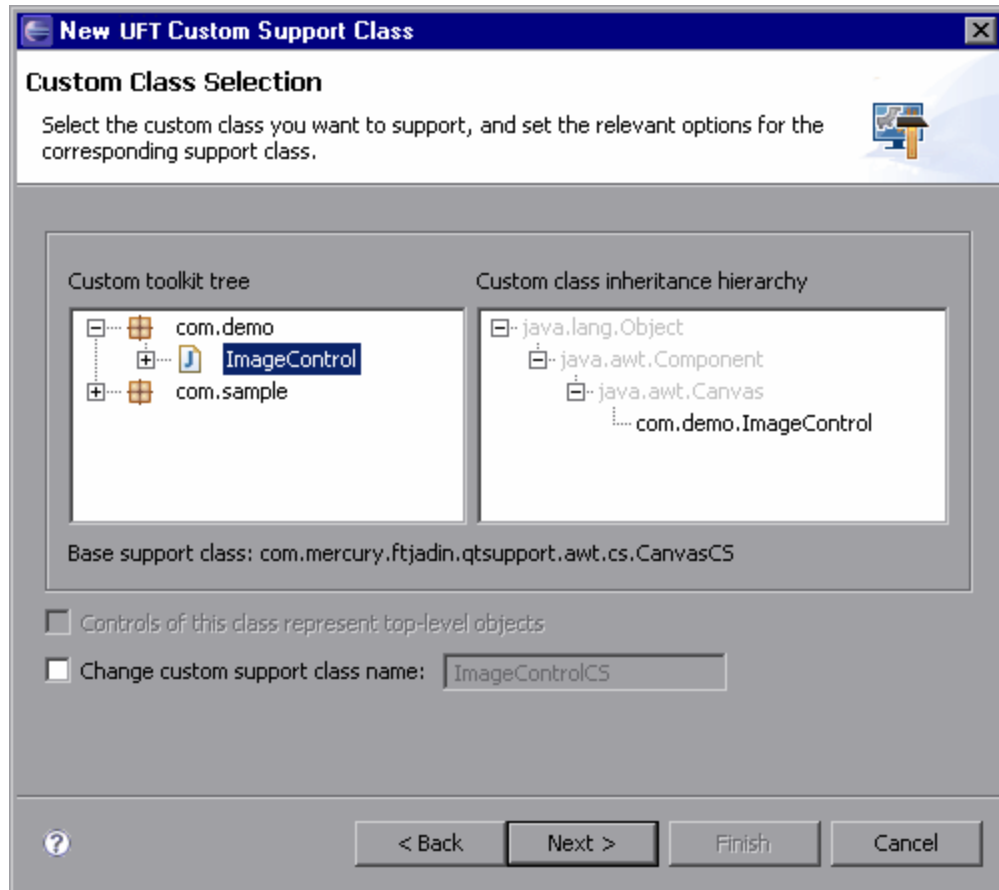 New UFT Custom Support Class
Custom Class Selection
Select the custom class you want to support, and set the relevant options for the
corresponding support class.
Custom toolkit tree
com.demo
ImageControl
com.sample
Custom class inheritance hierarchy
java.lang.Object
java.awt.Component
java.awt.Canvas
com.demo.ImageControl
Base support class: com.mercury.ftjadin.qtsupport.awt.cs.CanvasCS
Controls of this class represent top-level objects
Change custom support class name: ImageControlCS
? < Back Next > Finish Cancel